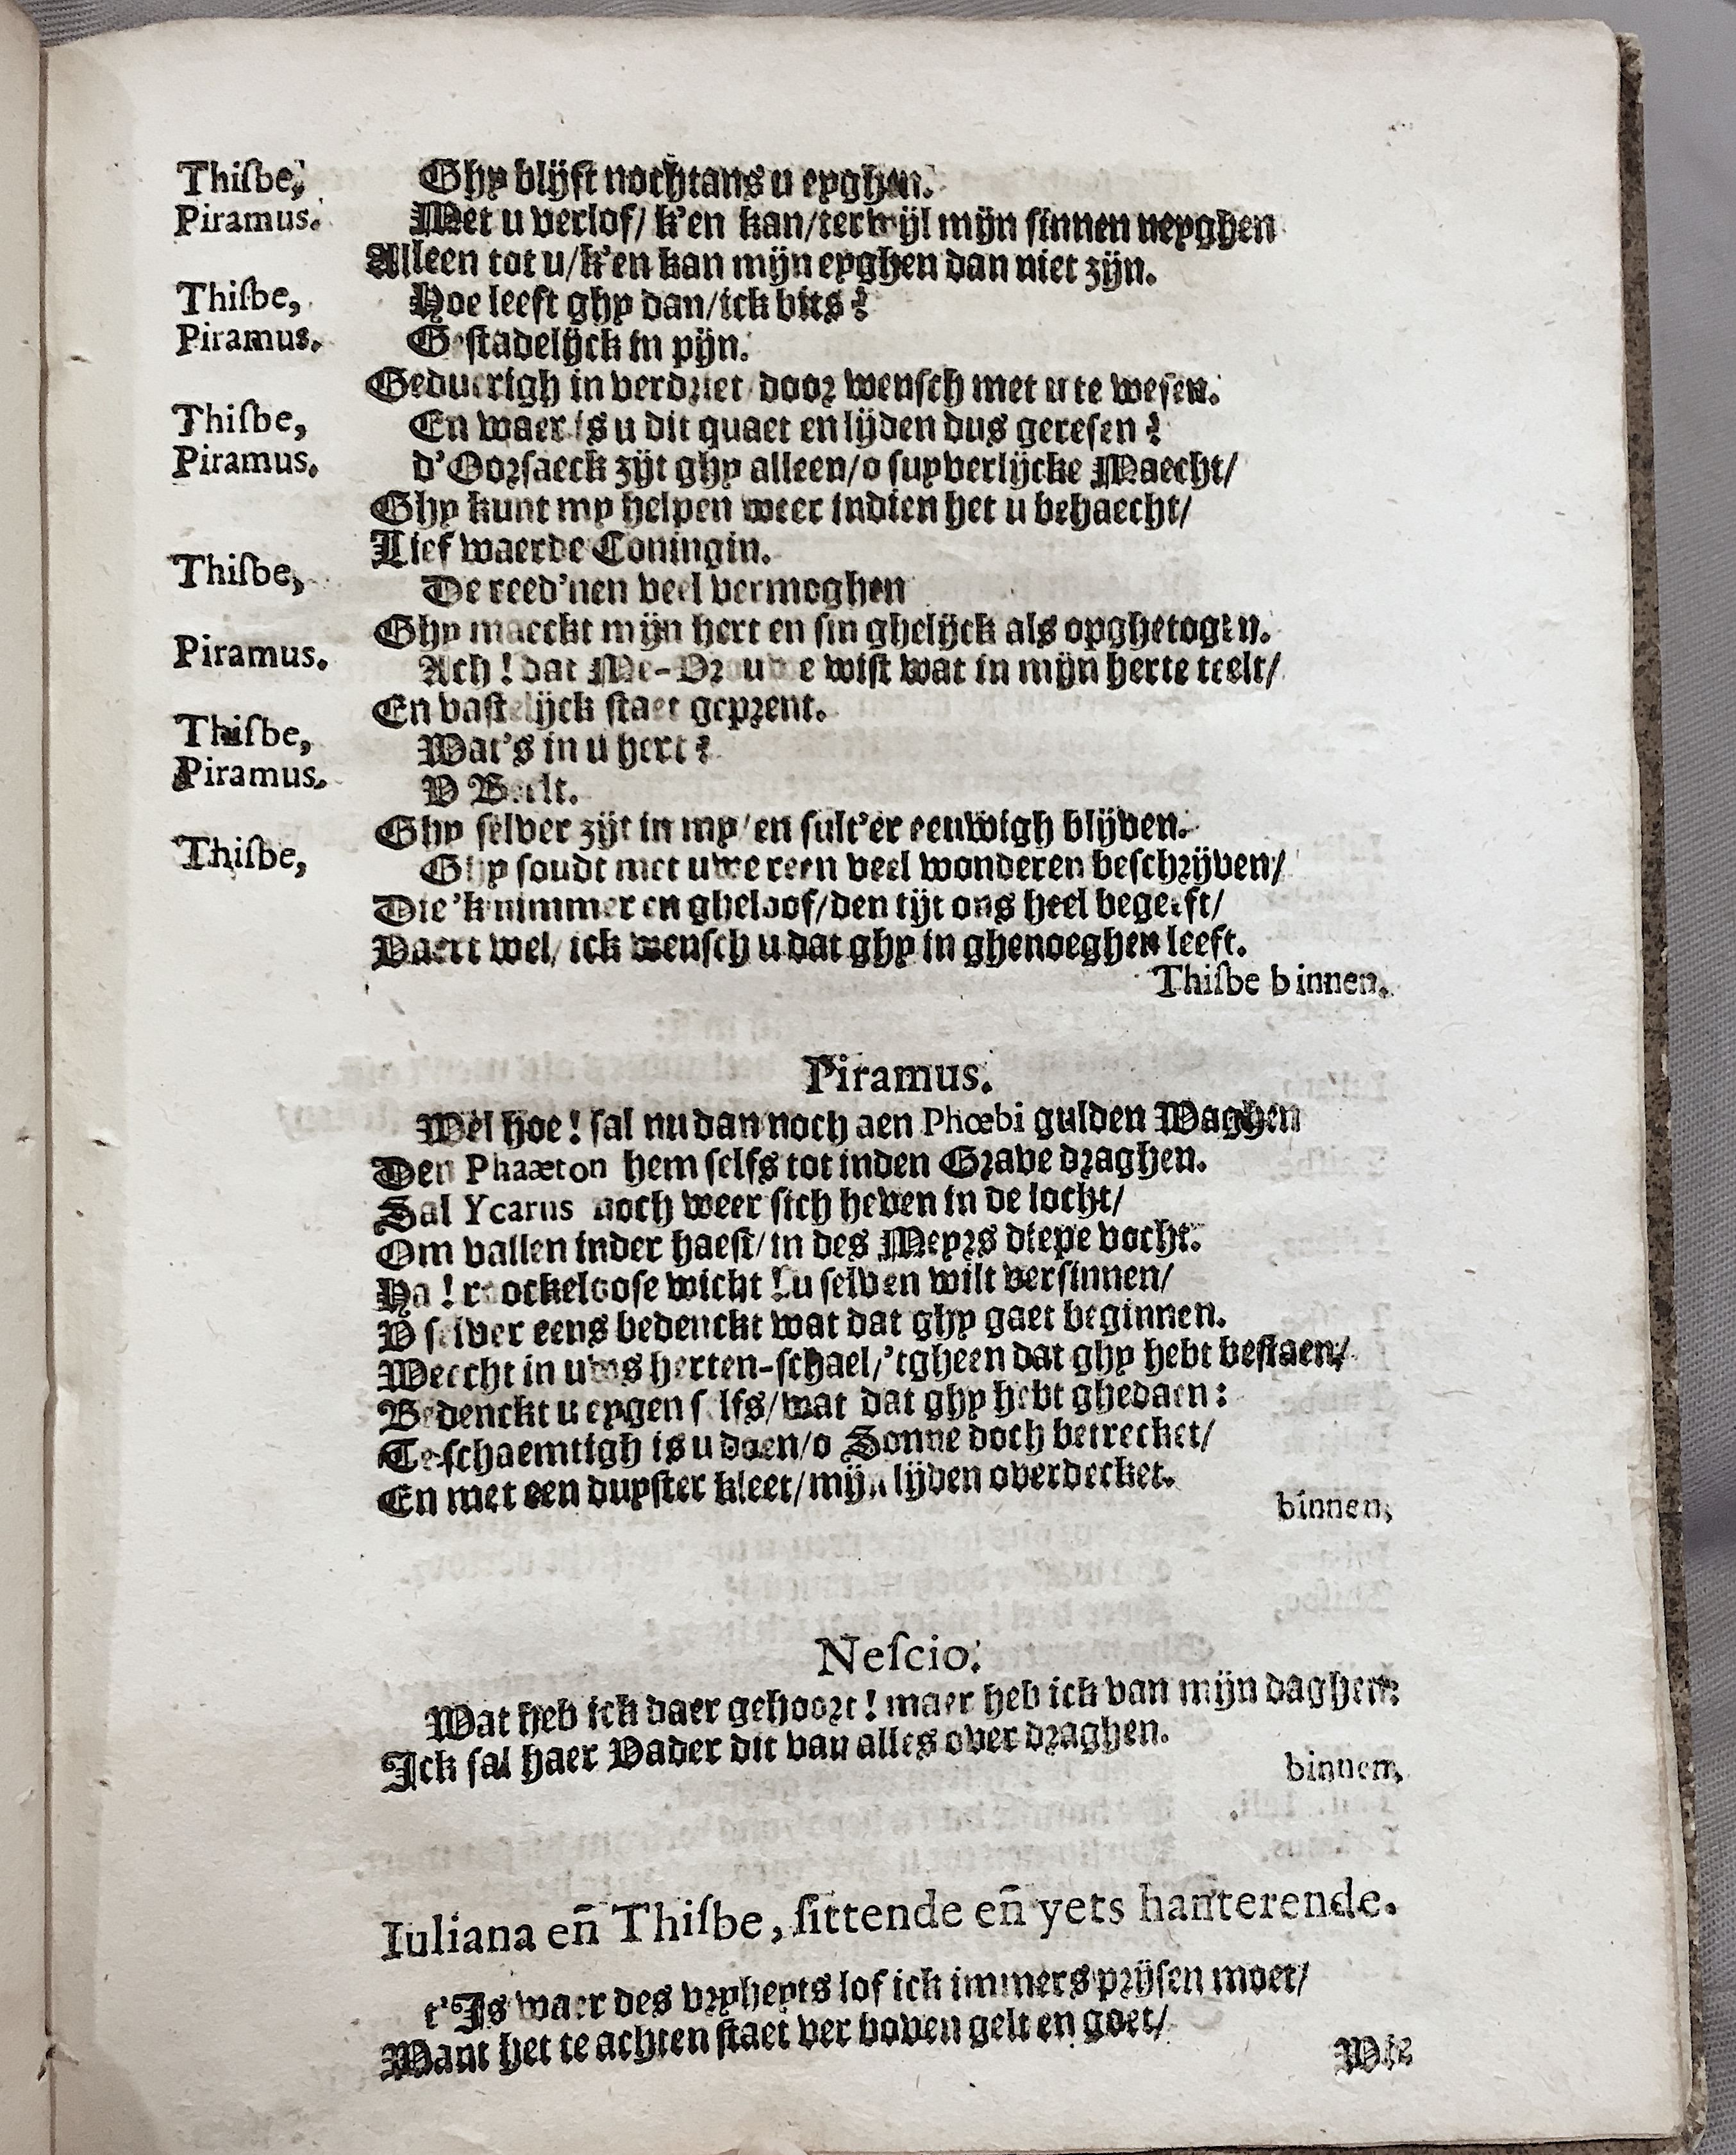 Thiſbe, Ghy blijft nochtans u eyghen.
Piramus. Met u verlof/ k'en kan/terwijl mijn ſinnen neyghen
Alleen tot u/k'en kan mijn eyghen dan niet zijn.
Thiſbe, Hoe leeft ghy dan/ick bits?
Piramus. Geſtadelijck in pijn.
Geduerigh in verdriet door wenſch met u te weſen.
Thiſbe, En waer is u dit quaet en lijden dus gereſen?
Piramus. d'Oorſaeck zijt ghy alleen/o ſuyverlijcke Maecht/
Ghy kunt my helpen weer indien het u behaecht/
Lief waerde Coningin.
Thiſbe, De reed'nen veel vermoghen
Ghy maeckt mijn hert en ſin ghelijck als opghetogen.
Piramus. Ach! dat Me-Vrouwe wiſt wat in mijn herte teelt/
En vaſtelijck ſtaet geprent.
Thiſbe, Wat's in u hert?
Piramus. V Beelt.
Ghy ſelver zijt in my/en ſult'er eeuwigh blijven.
Thiſbe, Ghy ſoudt met uwe reen veel wonderen beſchrijven/
Die 'k nimmer en gheloof/den tijt ons heel begeeft/
Vaert wel/ ick wenſch u dat ghy in ghenoeghen leeft.
Thiſbe binnen.
Piramus.
Wel hoe! ſal nu dan noch aen Phœbi gulden Waghen
Den Phaæton hem ſelfs tot inden Grave draghen.
Sal Ycarus noch weer ſich heven in de locht/
Om vallen inder haeſt/in des Meyrs diepe vocht.
Ha! roockelooſe wicht! u ſelven wilt verſinnen/
V ſelver eens bedenckt wat dat ghy gaet beginnen.
Weecht in uwes herten-ſchael/'tgheen dat ghy hebt beſtaen/
Bedenckt u eygen ſelfs/wat dat ghy hebt ghedaen:
Te-ſchaemtigh is u doen/o Sonne doch betrecket/
En met een duyſter kleet/mijn lijden overdecket.
binnen,
Neſcio.
Wat heb ick daer gehoort! maer heb ick van mijn daghen:
Ick ſal haer Vader dit van alles over draghen.
binnen,
Iuliana en̄ Thiſbe, ſittende en̄ yets hanterende.
t'Is waer des vryheyts lof ick immers prijſen moet/
Want het te achten ſtaet ver boven gelt en goet/
Wie